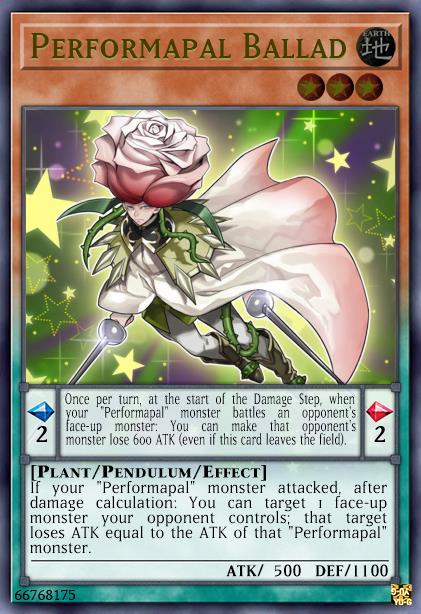 PERFORMAPAL BALLAD
EARTH
地
Once per turn, at the start of the Damage Step, when
your "Performapal" monster battles an opponent's
face-up monster: You can make that opponent's
monster lose 600 ATK (even if this card leaves the field).
2
2
[PLANT/PENDULUM/EFFECT]
If your "Performapal" monster attacked, after
damage calculation: You can target 1 face-up
monster your opponent controls; that target
loses ATK equal to the ATK of that "Performapal"
monster.
ATK/ 500 DEF/1100
66768175